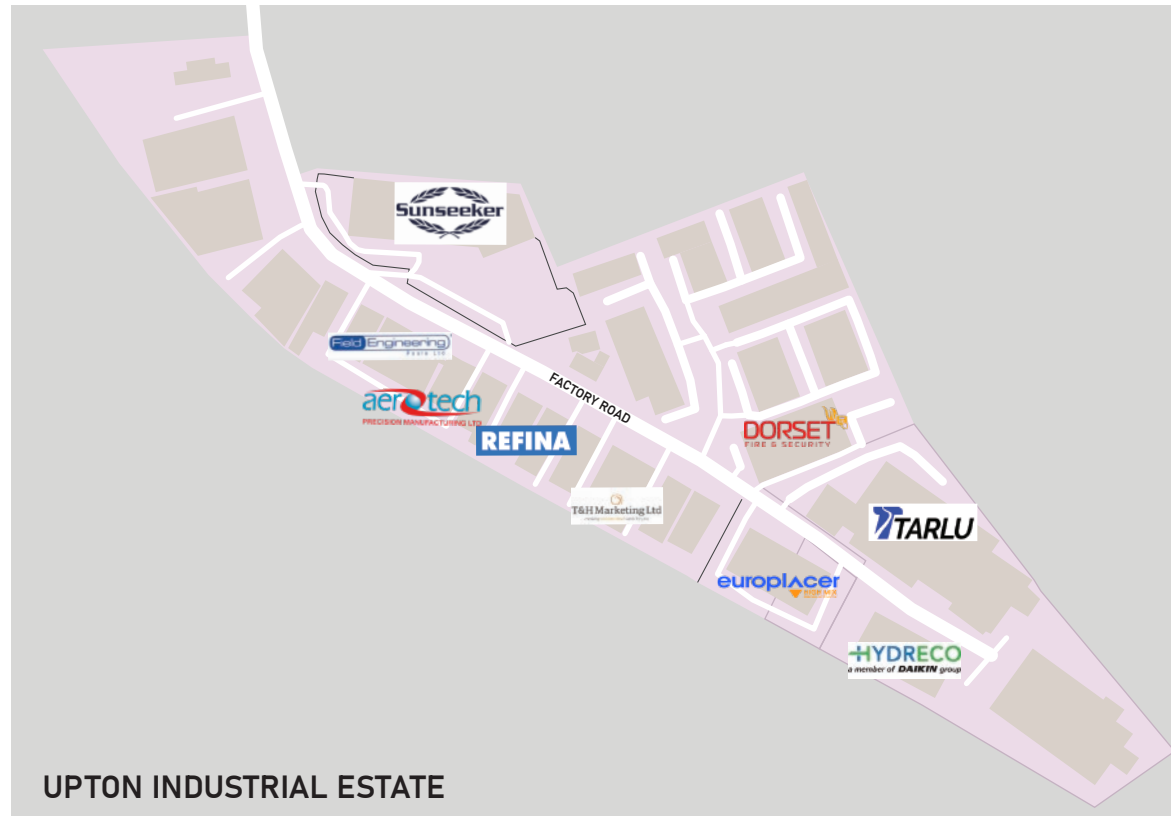 Sunseeker
Field Engineering
Poole Ltd
aerotech
PRECISION MANUFACTURING LTD
FACTORY ROAD
REFINA
DORSET
FIRE & SECURITY
T&H Marketing Ltd
TARLU
europlacer
HYDRECO
a member of DAIKIN group
UPTON INDUSTRIAL ESTATE